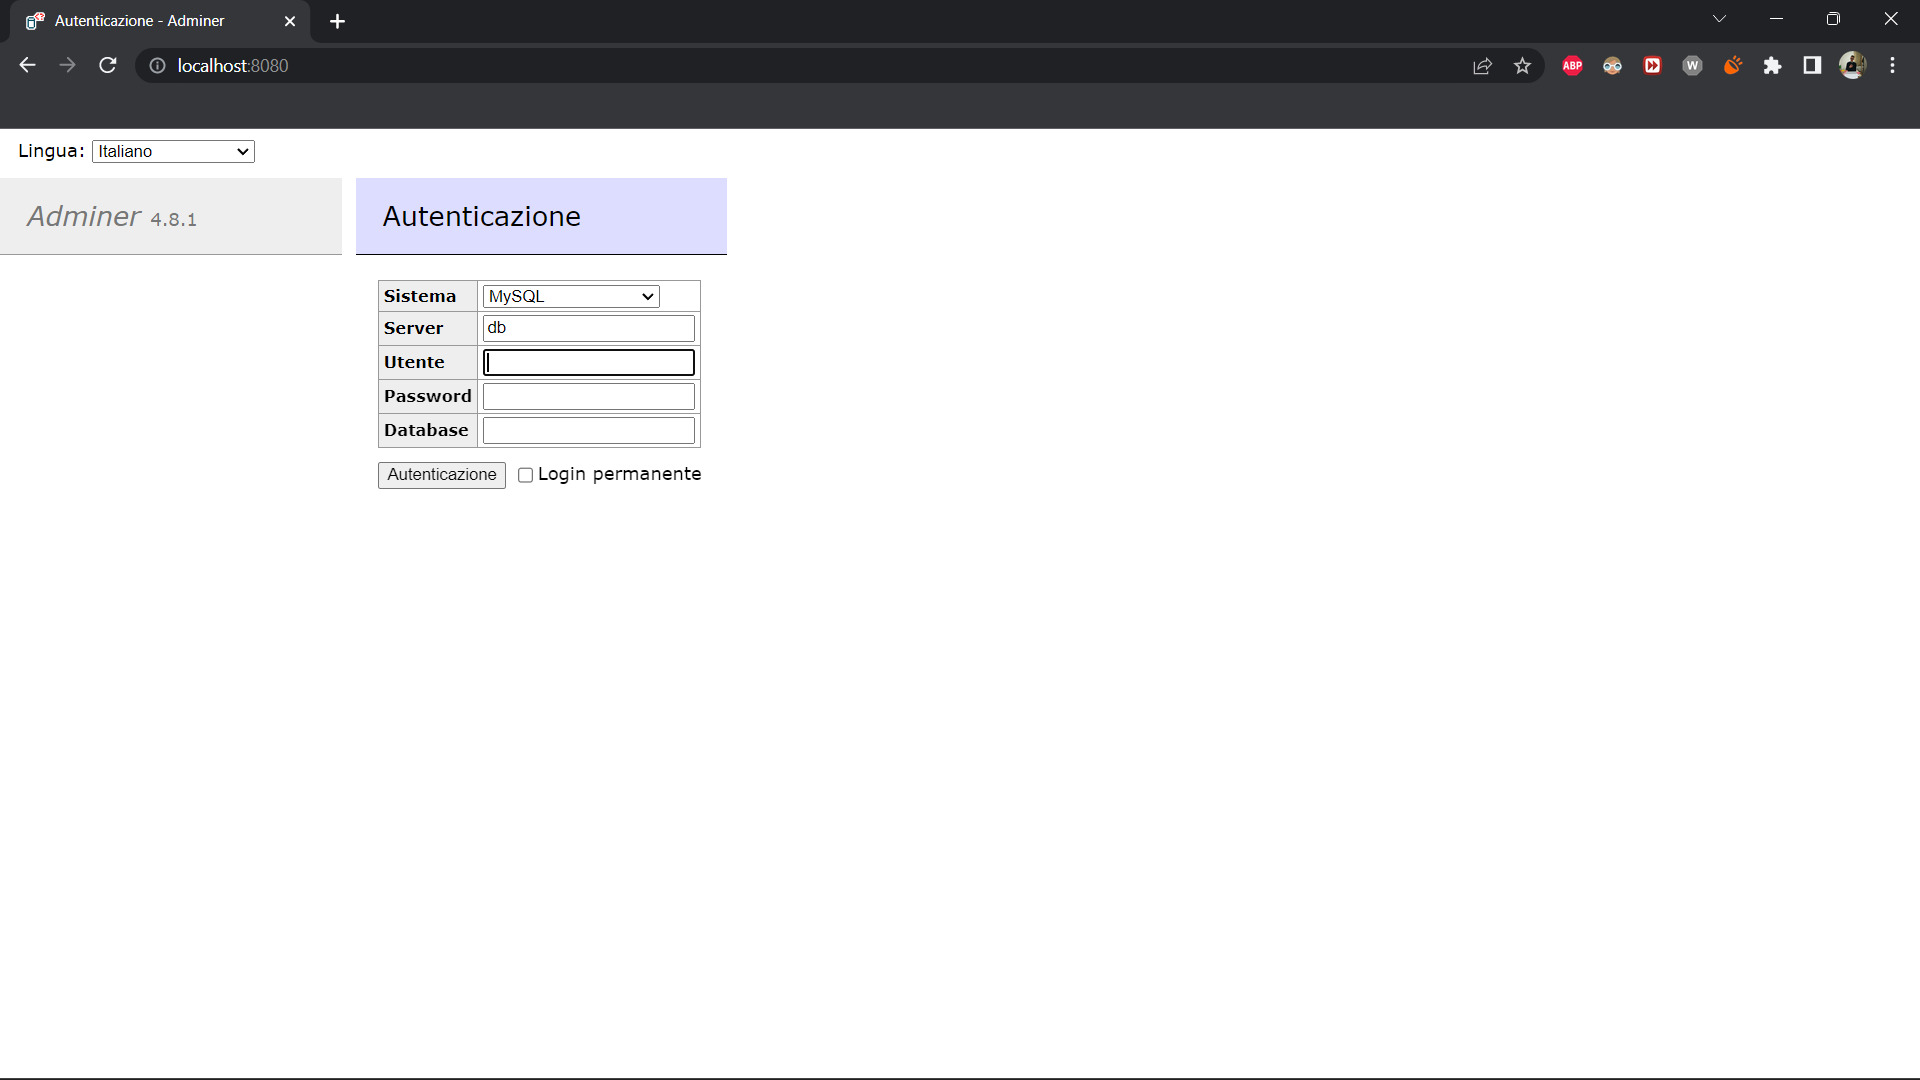 Autenticazione - Adminer
localhost:8080
ABP
W
Lingua: Italiano
Adminer 4.8.1
Autenticazione
Sistema MySQL
Server db
Utente
Password
Database
Autenticazione Login permanente